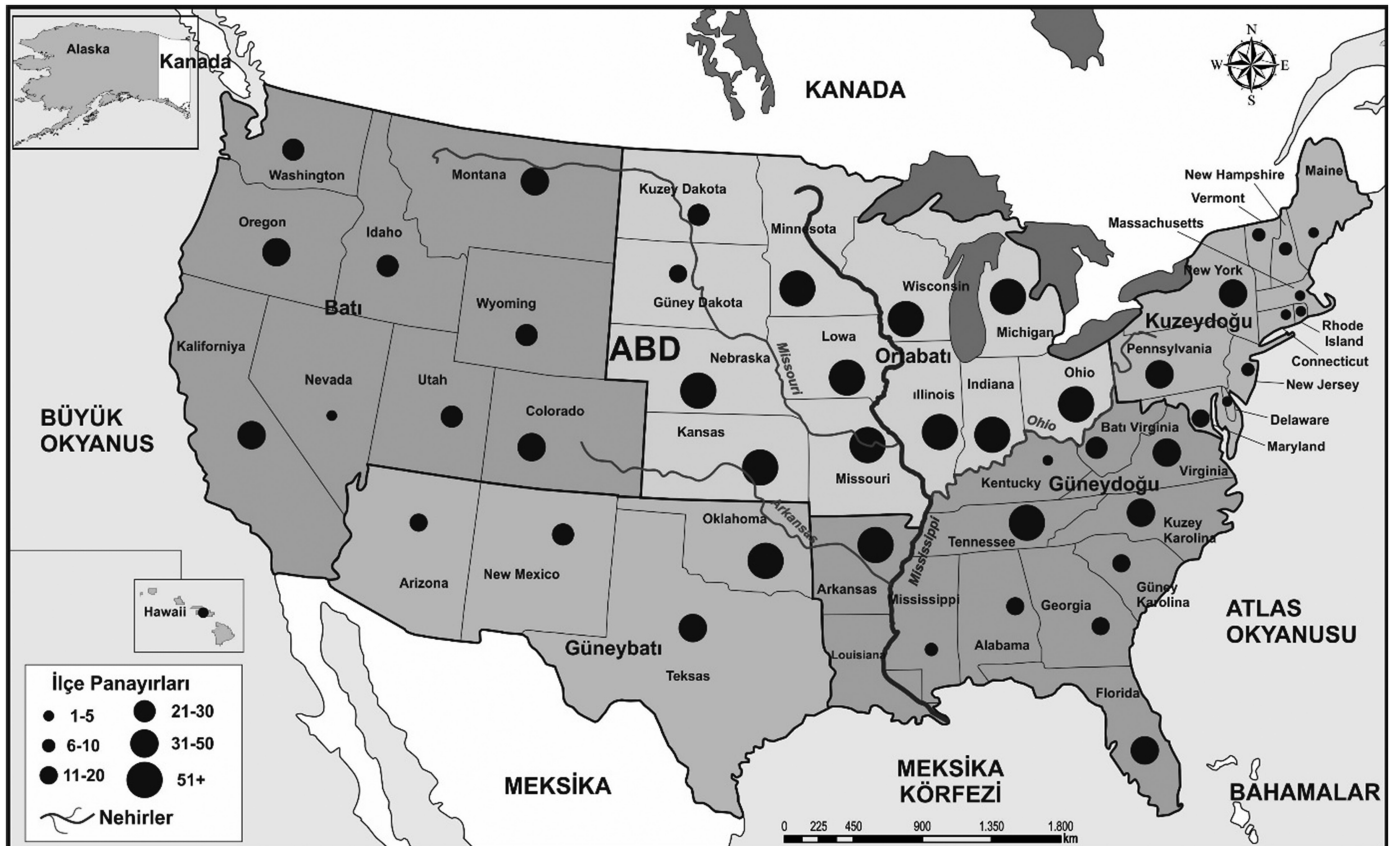 Alaska
Kanada
KANADA
N
W
E
S
Washington
Montana
Kuzey Dakota
Minnesota
New Hampshire
Maine
Vermont
Massachusetts
Oregon
Idaho
Güney Dakota
Wisconsin
Michigan
New York
Kuzeydoğu
Rhode
Island
Connecticut
New Jersey
Batı
Wyoming
Kaliforniya
ABD
Nebraska
Missouri
Lowa
Ortabatı
Pennsylvania
Nevada
Utah
Colorado
Illinois
Indiana
Ohio
Ohio
Delaware
Maryland
BÜYÜK
OKYANUS
Kansas
Missouri
Batı Virginia
Virginia
Kentucky
Güneydoğu
Arizona
New Mexico
Oklahoma
Arkansas
Arkansas
Mississippi
Tennessee
Kuzey
Karolina
Güney
Karolina
Mississippi
Alabama
Georgia
ATLAS
OKYANUSU
Hawaii
Güneybatı
Teksas
Louisiana
Florida
MEKSİKA
MEKSİKA
KÖRFEZİ
BAHAMALAR
İlçe Panayırları
1-5
21-30
6-10
31-50
11-20
51+
Nehirler
0 225 450 900 1.350 1.800
km